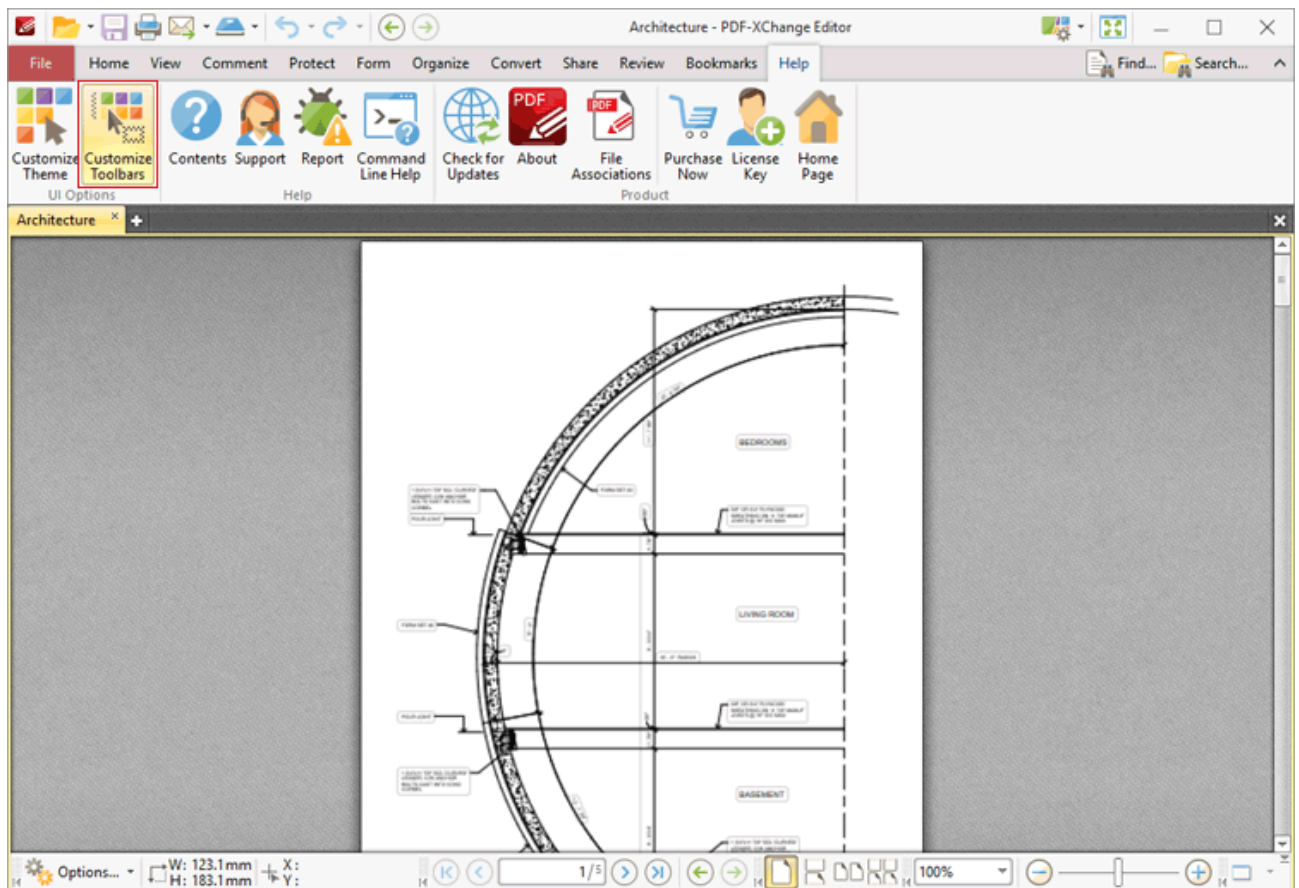 Architecture - PDF-XChange Editor
File Home View Comment Protect Form Organize Convert Share Review Bookmarks Help Find... Search...
Customize Theme
Customize Toolbars
Contents
Support
Report
Command Line Help
Check for Updates
PDF
About
PDF
File Associations
Purchase Now
License Key
Home Page
UI Options
Help
Product
Architecture
BEDROOMS
LIVING ROOM
BASEMENT
Options...
W: 123.1mm
H: 183.1mm
X:
Y:
1/5
100%